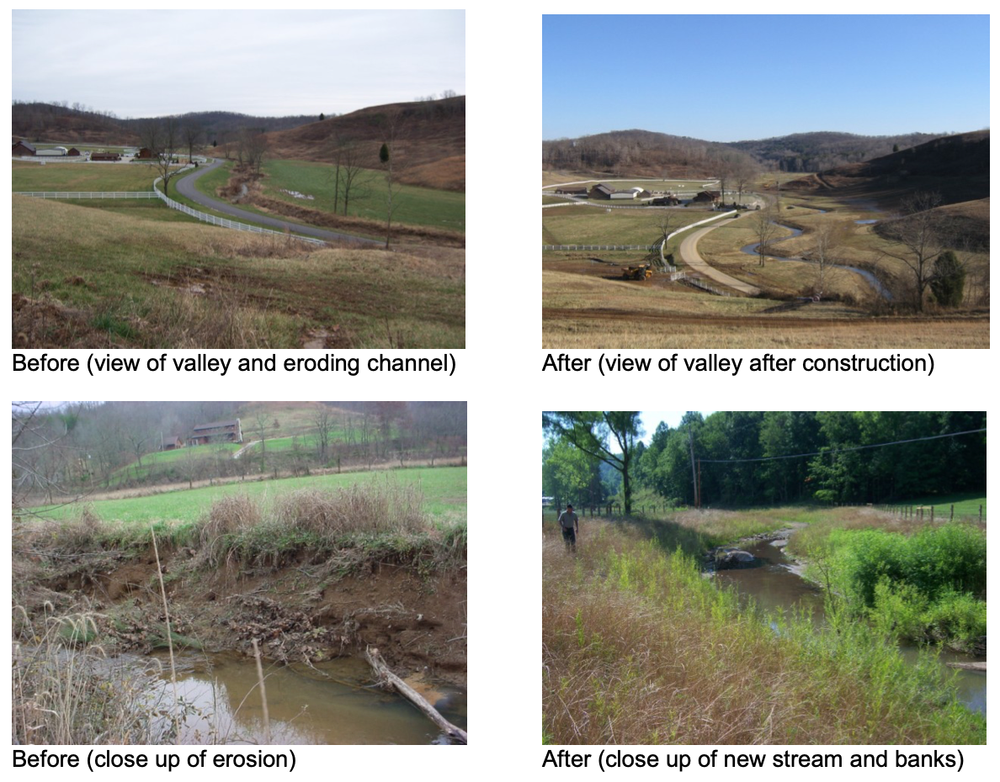 Before (view of valley and eroding channel)
After (view of valley after construction)
Before (close up of erosion)
After (close up of new stream and banks)